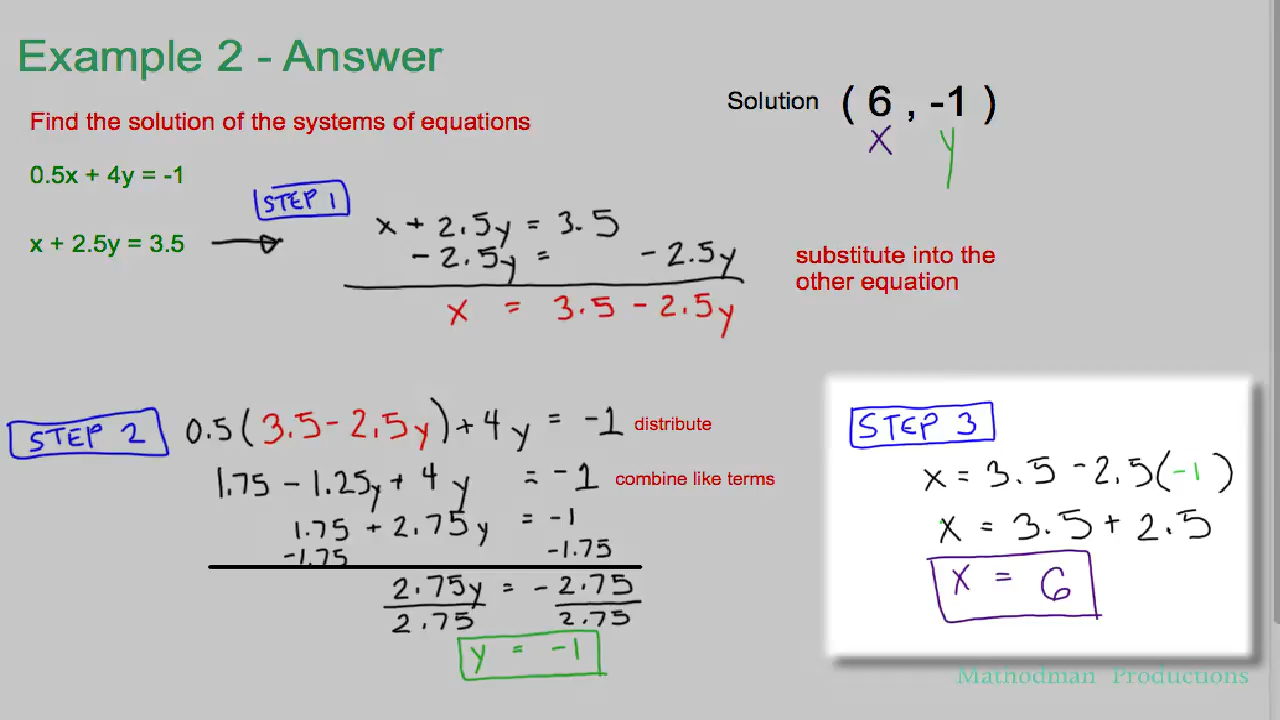 Example 2 - Answer
Solution ( 6 , -1 )
x y
Find the solution of the systems of equations
0.5x + 4y = -1
x + 2.5y = 3.5
STEP 1
x + 2.5y = 3.5
- 2.5y = - 2.5y
x = 3.5 - 2.5y
substitute into the
other equation
STEP 2
0.5(3.5 - 2.5y) + 4y = -1 distribute
1.75 - 1.25y + 4y = -1 combine like terms
1.75 + 2.75y = -1
-1.75 -1.75
2.75y = - 2.75
2.75 2.75
y = -1
STEP 3
x = 3.5 - 2.5(-1)
x = 3.5 + 2.5
x = 6
Mathodman Productions